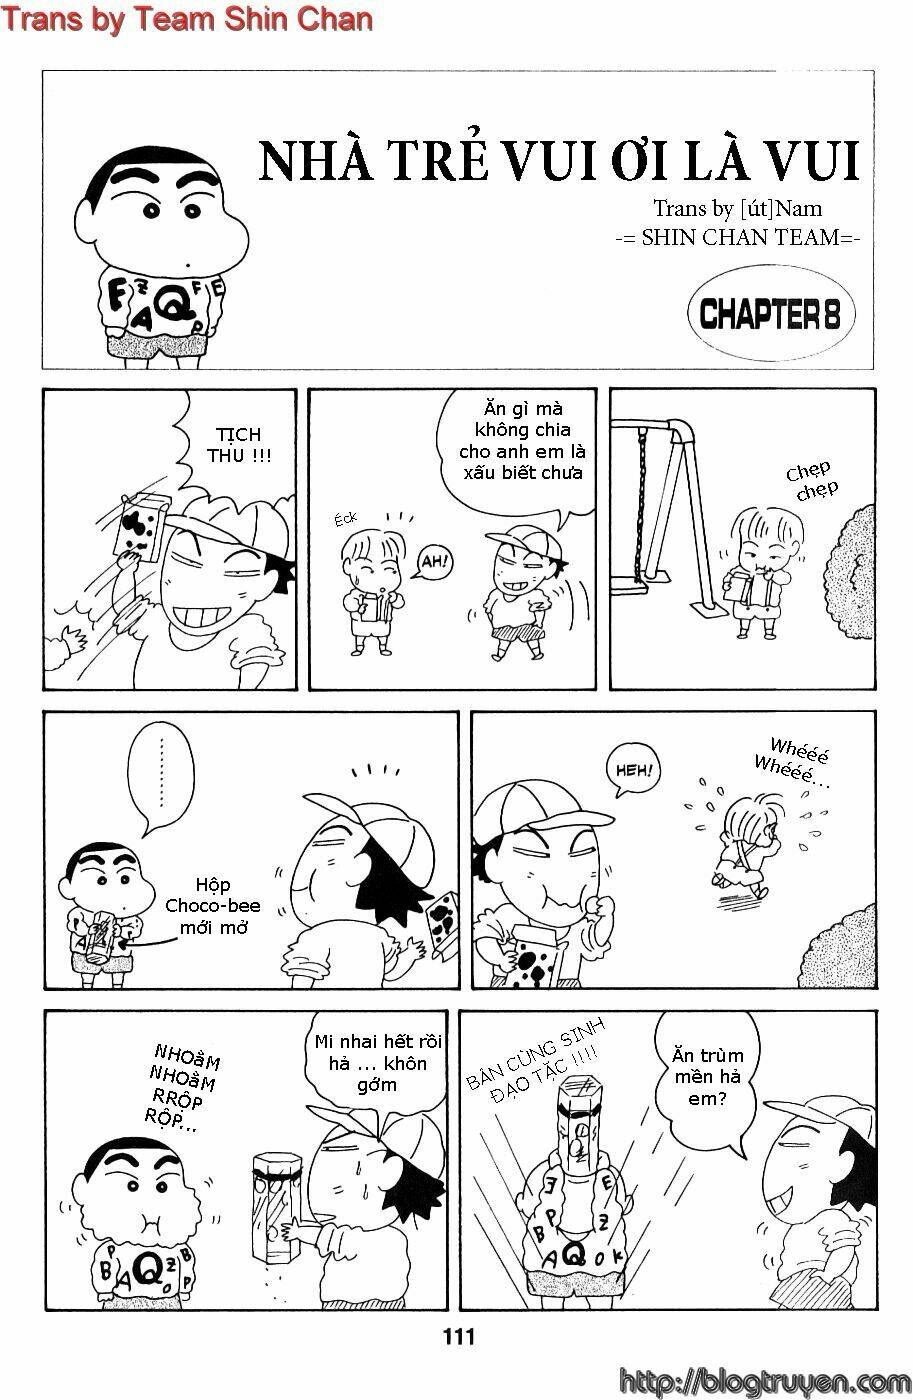 Trans by Team Shin Chan
NHÀ TRẺ VUI ƠI LÀ VUI
Trans by [út]Nam
-= SHIN CHAN TEAM=-
CHAPTER 8
F Z F E
Q
A P
Chẹp
chẹp
Ăn gì mà
không chia
cho anh em là
xấu biết chưa
Éck
AH!
TỊCH
THU !!!
Whééé
Whééé...
HEH!
..........
Hộp
Choco-bee
mới mở
P
A P
Ăn trùm
mền hả
em?
BẦN CÙNG SINH
ĐẠO TẶC !!!!
E E
P Z
B Q
A O K
Mi nhai hết rồi
hả ... khôn
gớm
NHOàM
NHOàM
RRỘP
RỘP...
P B
B Q Z
A O P
111
http://blogtruyen.com